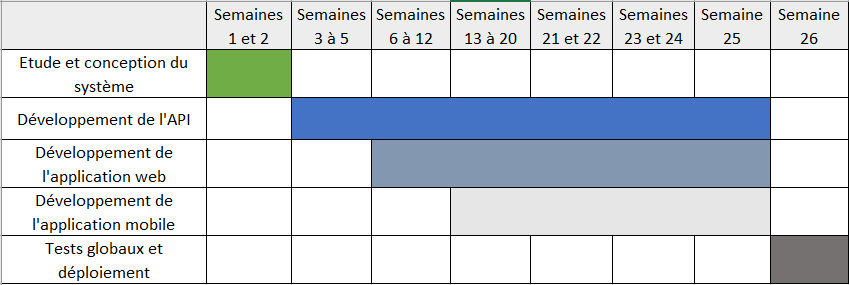 Semaines
1 et 2
Semaines
3 à 5
Semaines
6 à 12
Semaines
13 à 20
Semaines
21 et 22
Semaines
23 et 24
Semaines
25
Semaine
26
Etude et conception du
système
Développement de l'API
Développement de
l'application web
Développement de
l'application mobile
Tests globaux et
déploiement